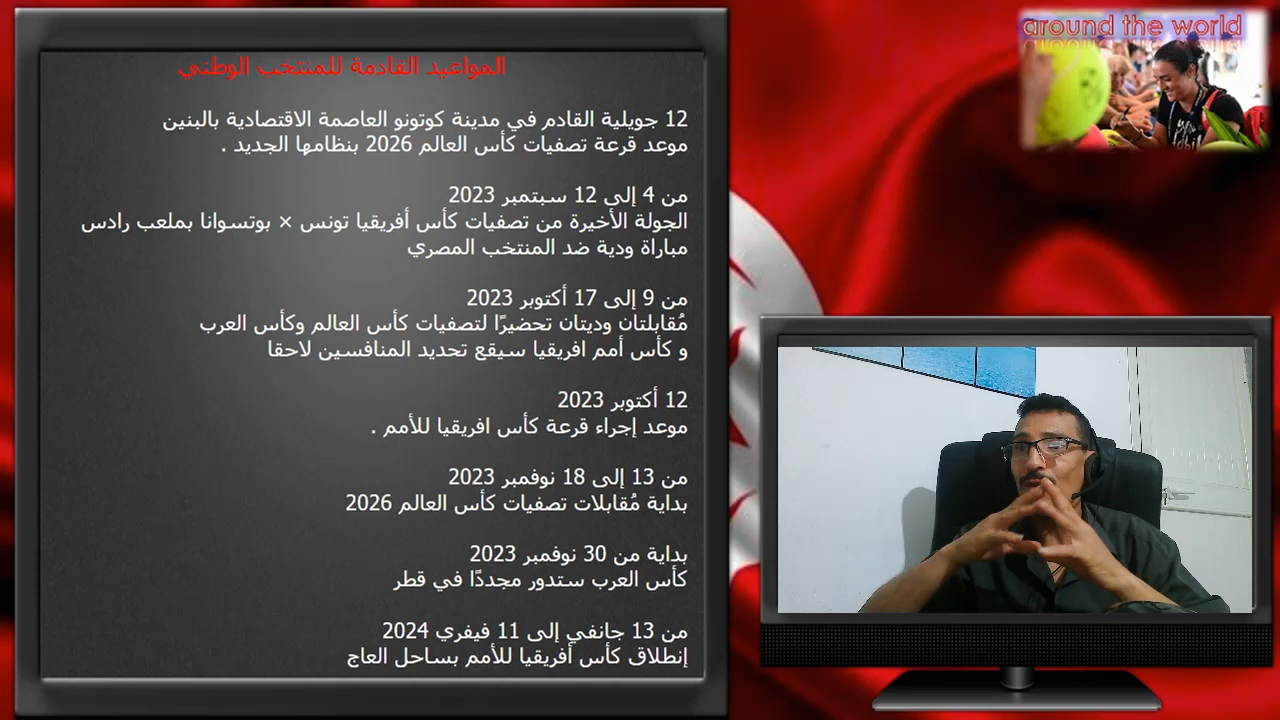 المواعيد القادمة للمنتخب الوطني
12 جويلية القادم في مدينة كوتونو العاصمة الاقتصادية بالبنين
موعد قرعة تصفيات كأس العالم 2026 بنظامها الجديد .
من 4 إلى 12 سبتمبر 2023
الجولة الأخيرة من تصفيات كأس أفريقيا تونس × بوتسوانا بملعب رادس
مباراة ودية ضد المنتخب المصري
من 9 إلى 17 أكتوبر 2023
مُقابلتان وديتان تحضيرًا لتصفيات كأس العالم وكأس العرب
و كأس أمم افريقيا سيقع تحديد المنافسين لاحقا
12 أكتوبر 2023
موعد إجراء قرعة كأس افريقيا للأمم .
من 13 إلى 18 نوفمبر 2023
بداية مُقابلات تصفيات كأس العالم 2026
بداية من 30 نوفمبر 2023
كأس العرب ستدور مجددًا في قطر
من 13 جانفي إلى 11 فيفري 2024
إنطلاق كأس أفريقيا للأمم بساحل العاج
around the world